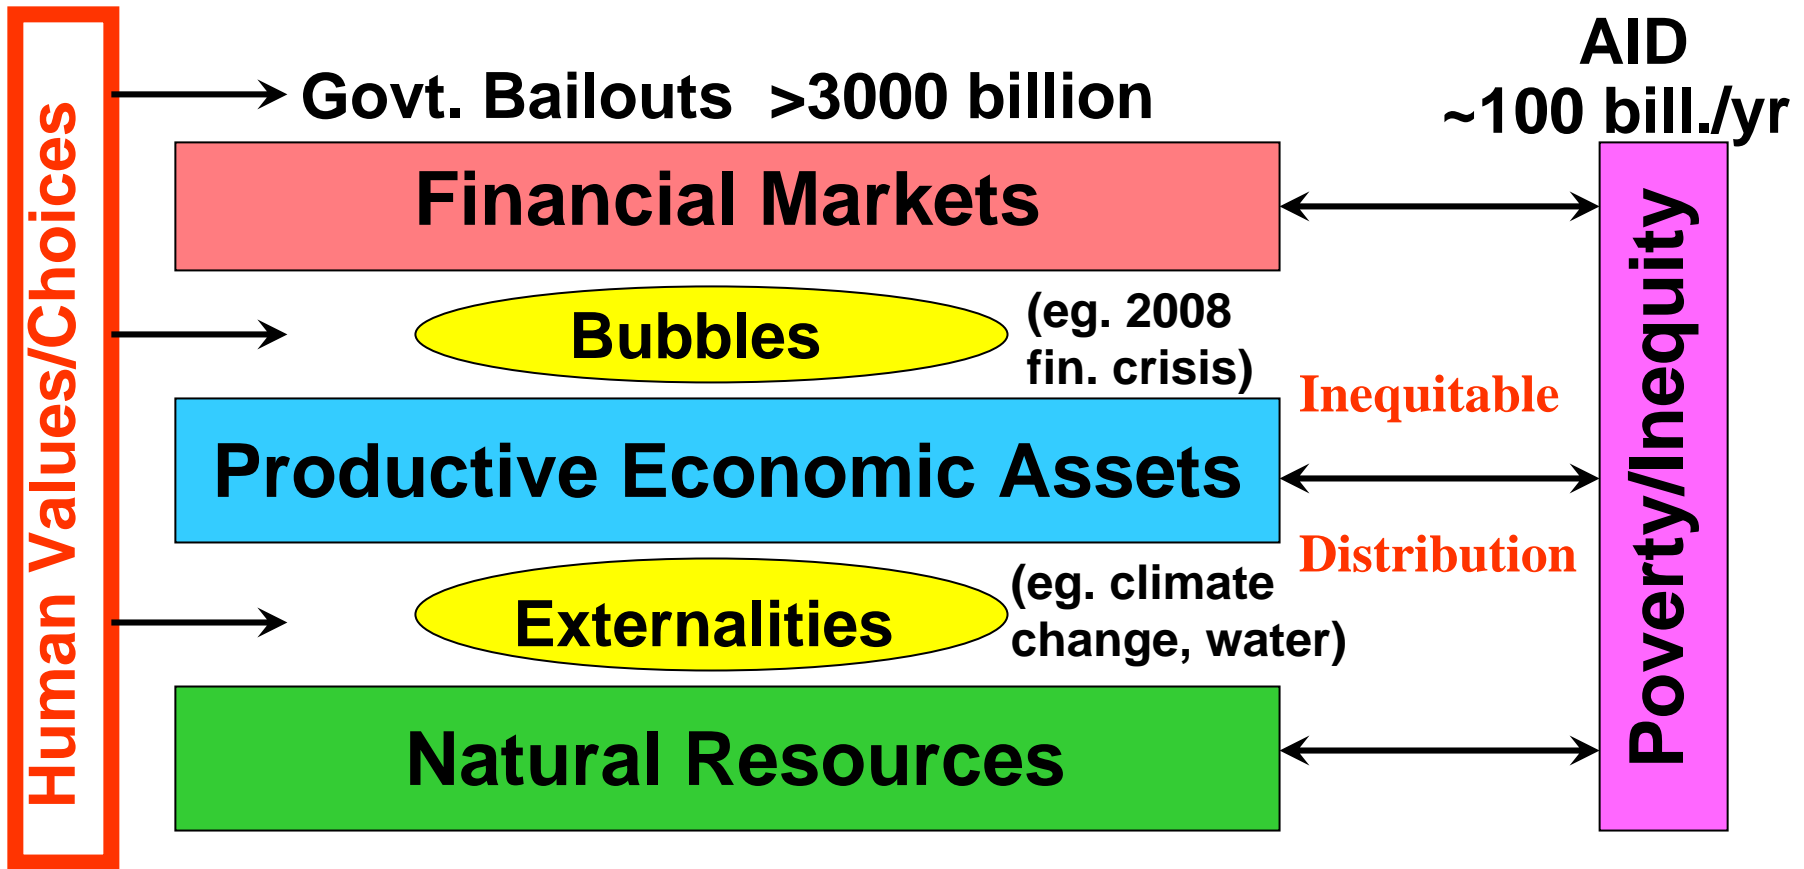 Human Values/Choices
Govt. Bailouts >3000 billion
AID
~100 bill./yr
Financial Markets
Bubbles
(eg. 2008
fin. crisis)
Inequitable
Productive Economic Assets
Distribution
Externalities
(eg. climate
change, water)
Natural Resources
Poverty/Inequity